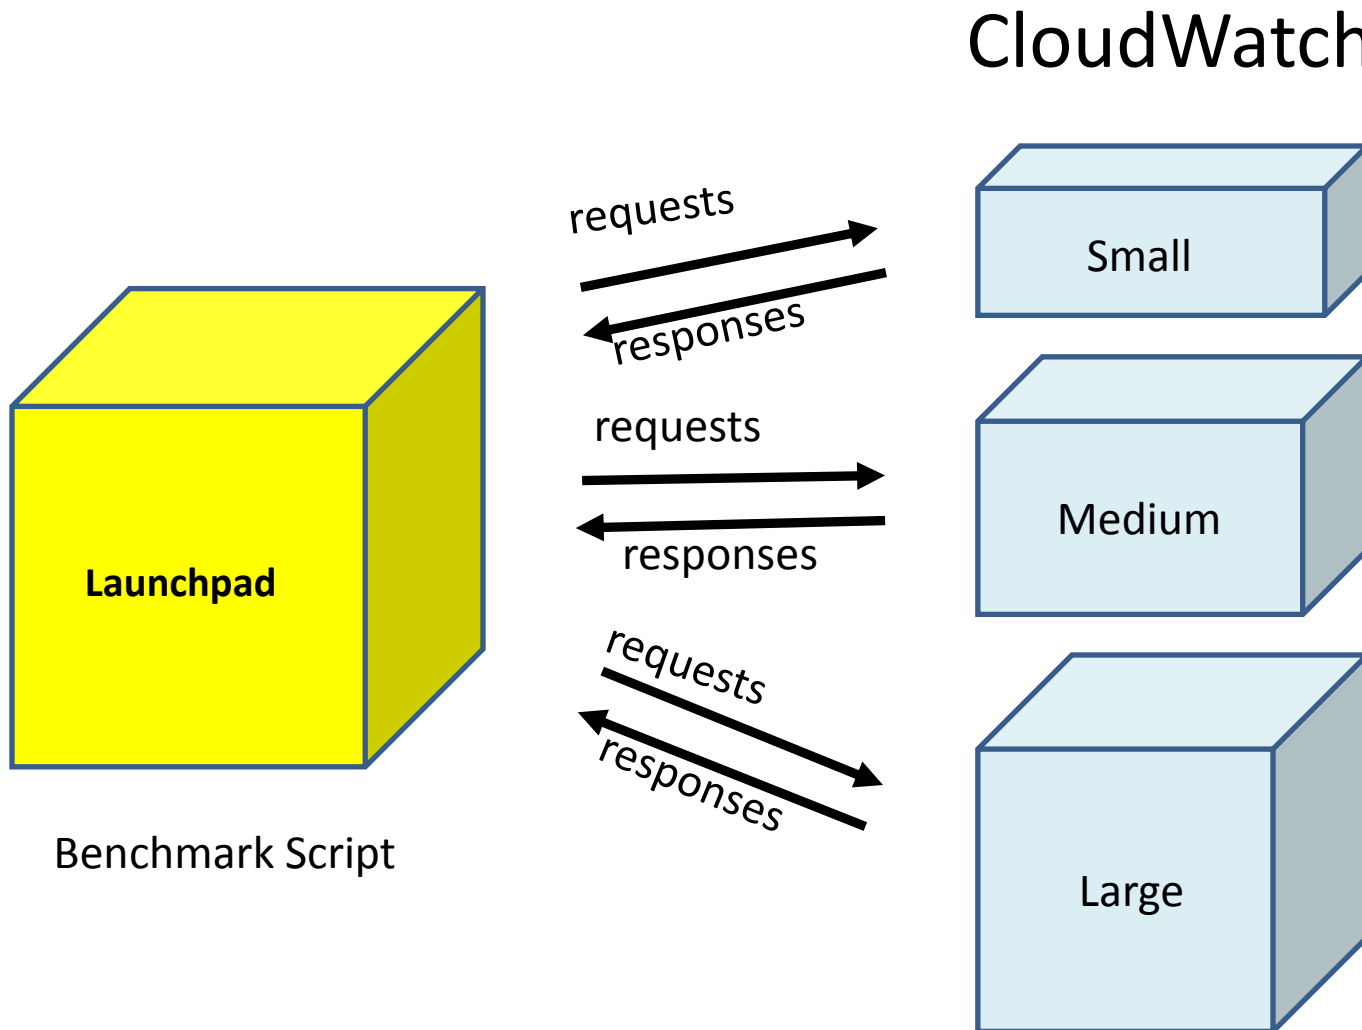 CloudWatch
requests
Small
responses
requests
Medium
responses
Launchpad
requests
responses
Benchmark Script
Large